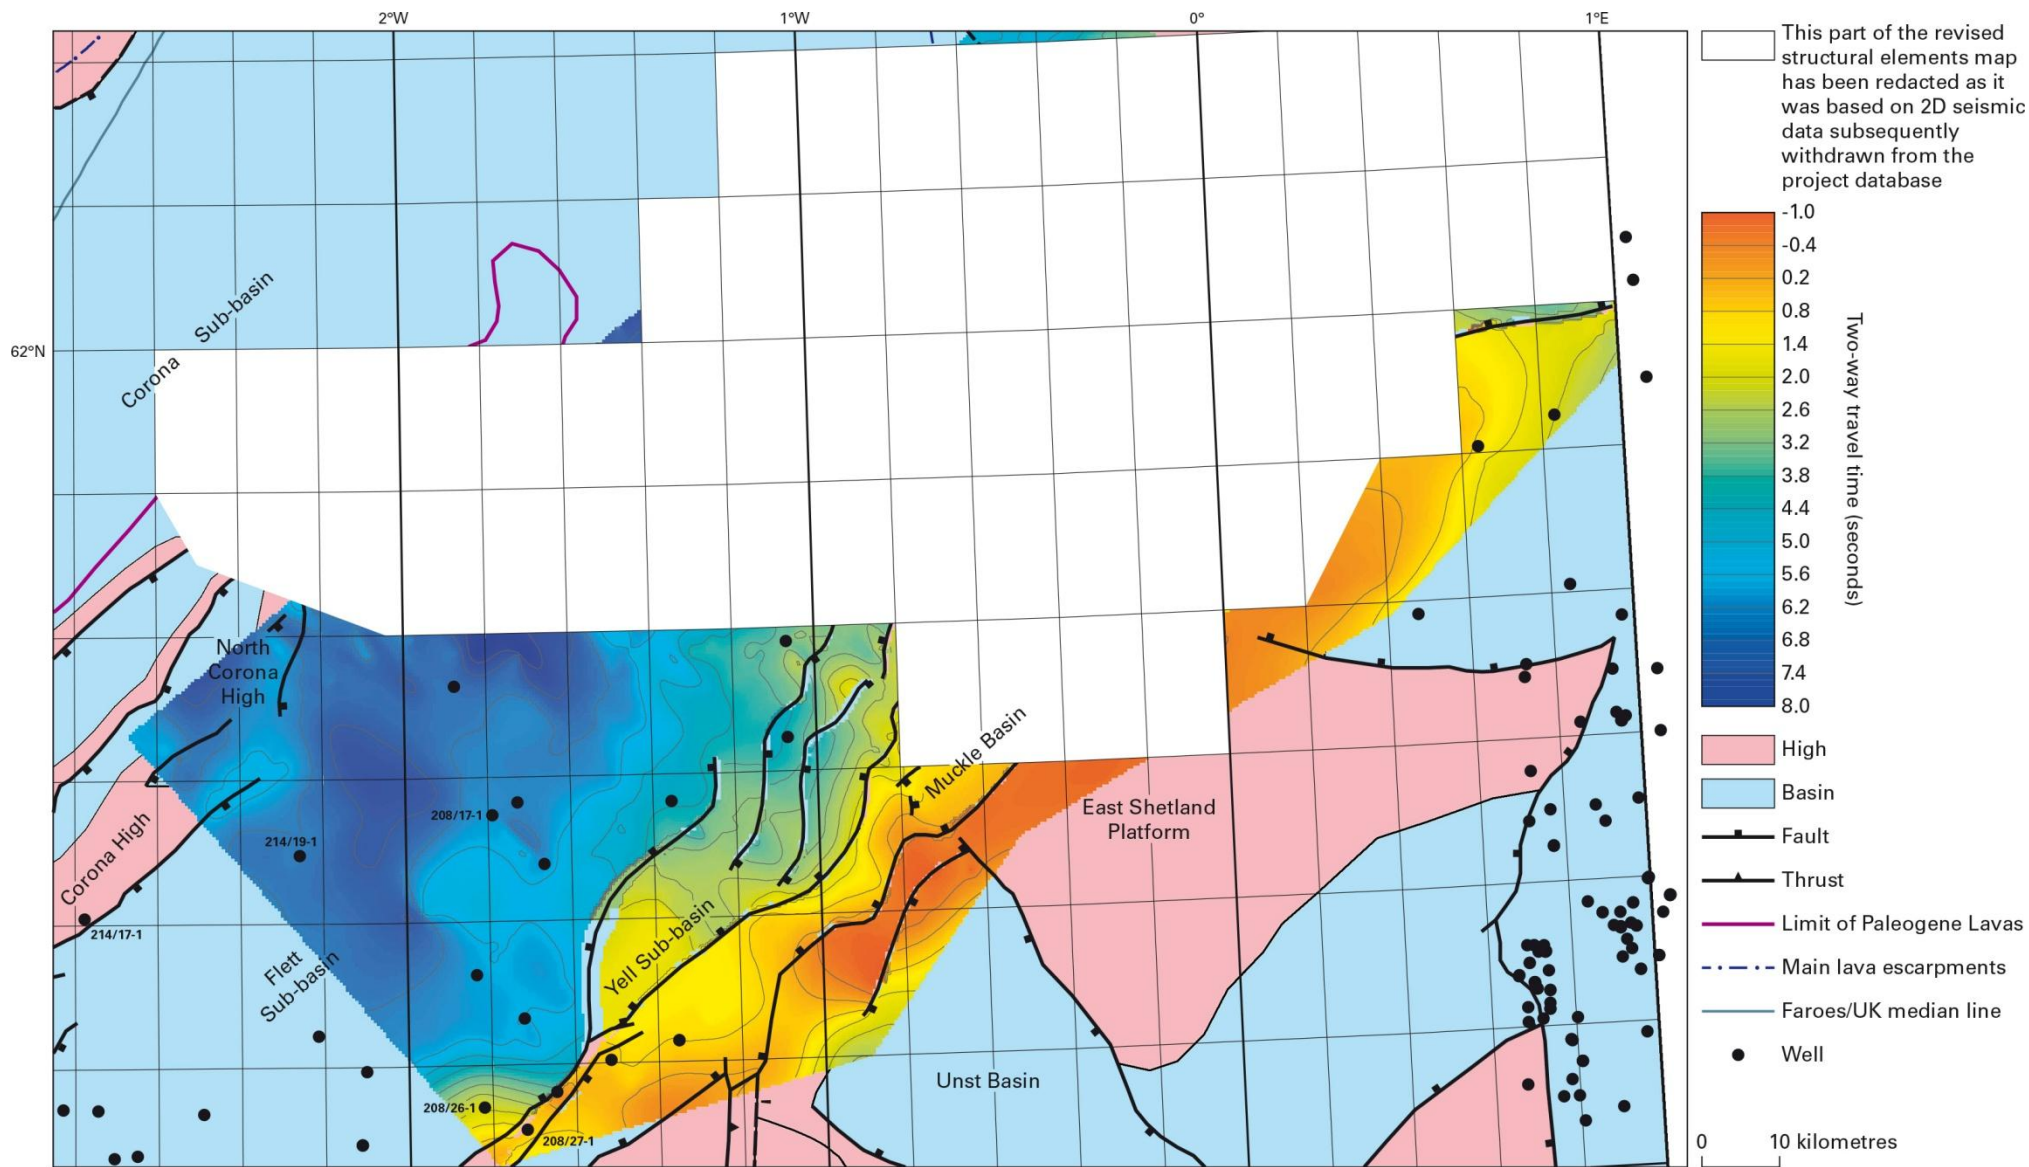 2°W
1°W
0°
1°E
62°N
Corona
Sub-basin
North
Corona
High
Corona High
214/19-1
214/17-1
208/17-1
Flett
Sub-basin
Yell Sub-basin
Muckle Basin
East Shetland
Platform
Unst Basin
208/26-1
208/27-1
This part of the revised
structural elements map
has been redacted as it
was based on 2D seismic
data subsequently
withdrawn from the
project database
-1.0
-0.4
0.2
0.8
1.4
2.0
2.6
3.2
3.8
4.4
5.0
5.6
6.2
6.8
7.4
8.0
Two-way travel time (seconds)
High
Basin
Fault
Thrust
Limit of Paleogene Lavas
Main lava escarpments
Faroes/UK median line
Well
0 10 kilometres